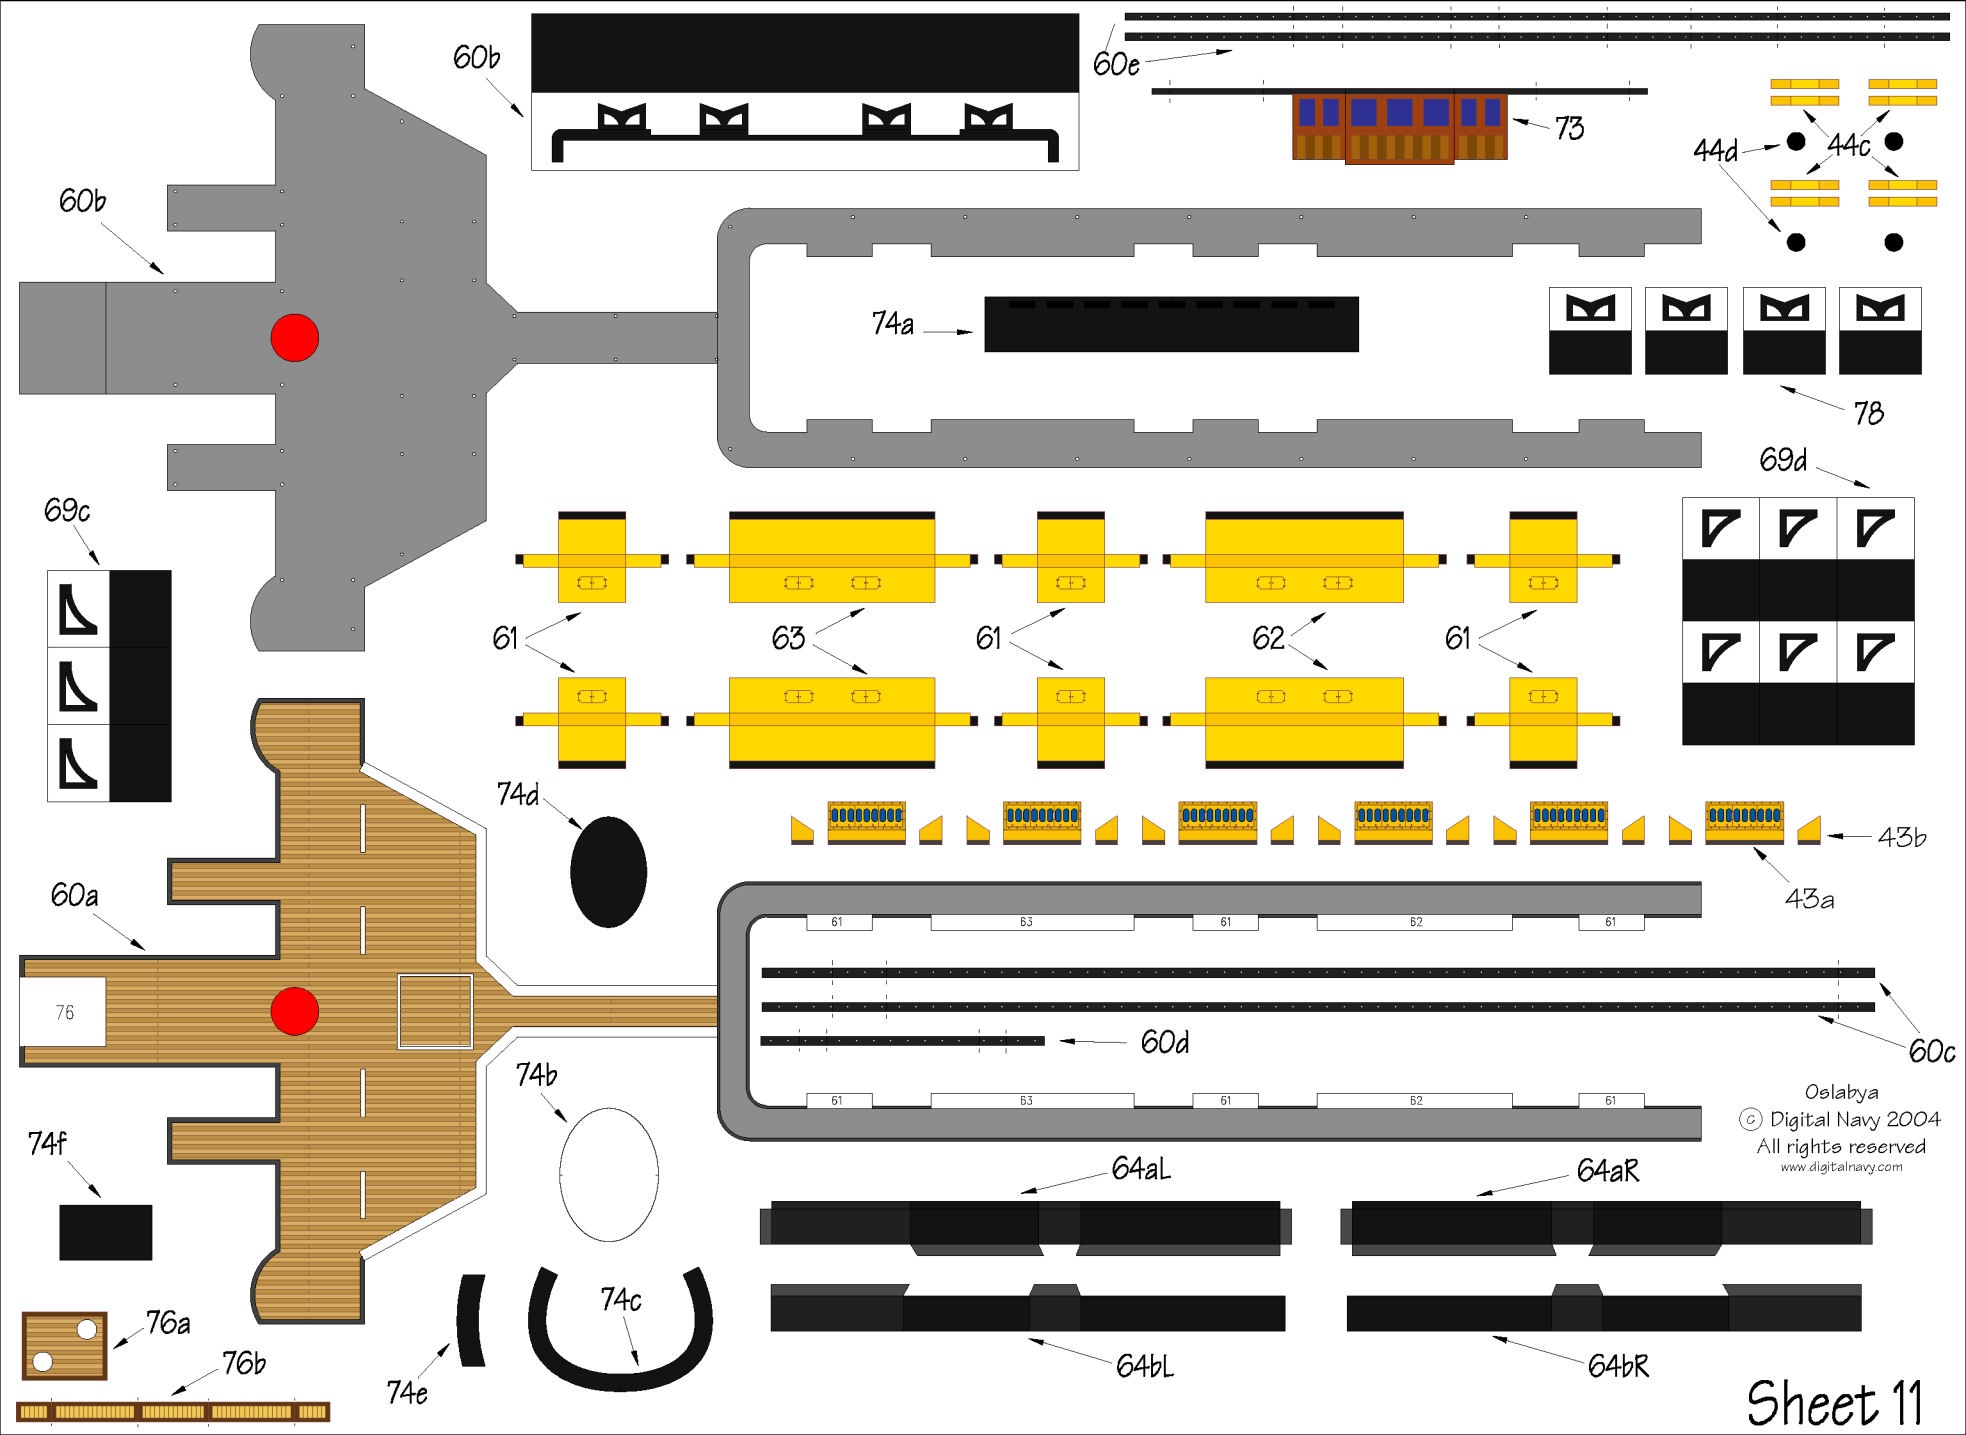 60b
60e
73
44d
44c
60b
74a
78
69d
69c
61
63
61
62
61
74d
43b
43a
60a
61
63
61
62
61
76
60d
60c
74b
61
63
61
62
61
Oslabya
© Digital Navy 2004
All rights reserved
www.digitalnavy.com
74f
64aL
64aR
74c
76a
76b
74e
64bL
64bR
Sheet 11